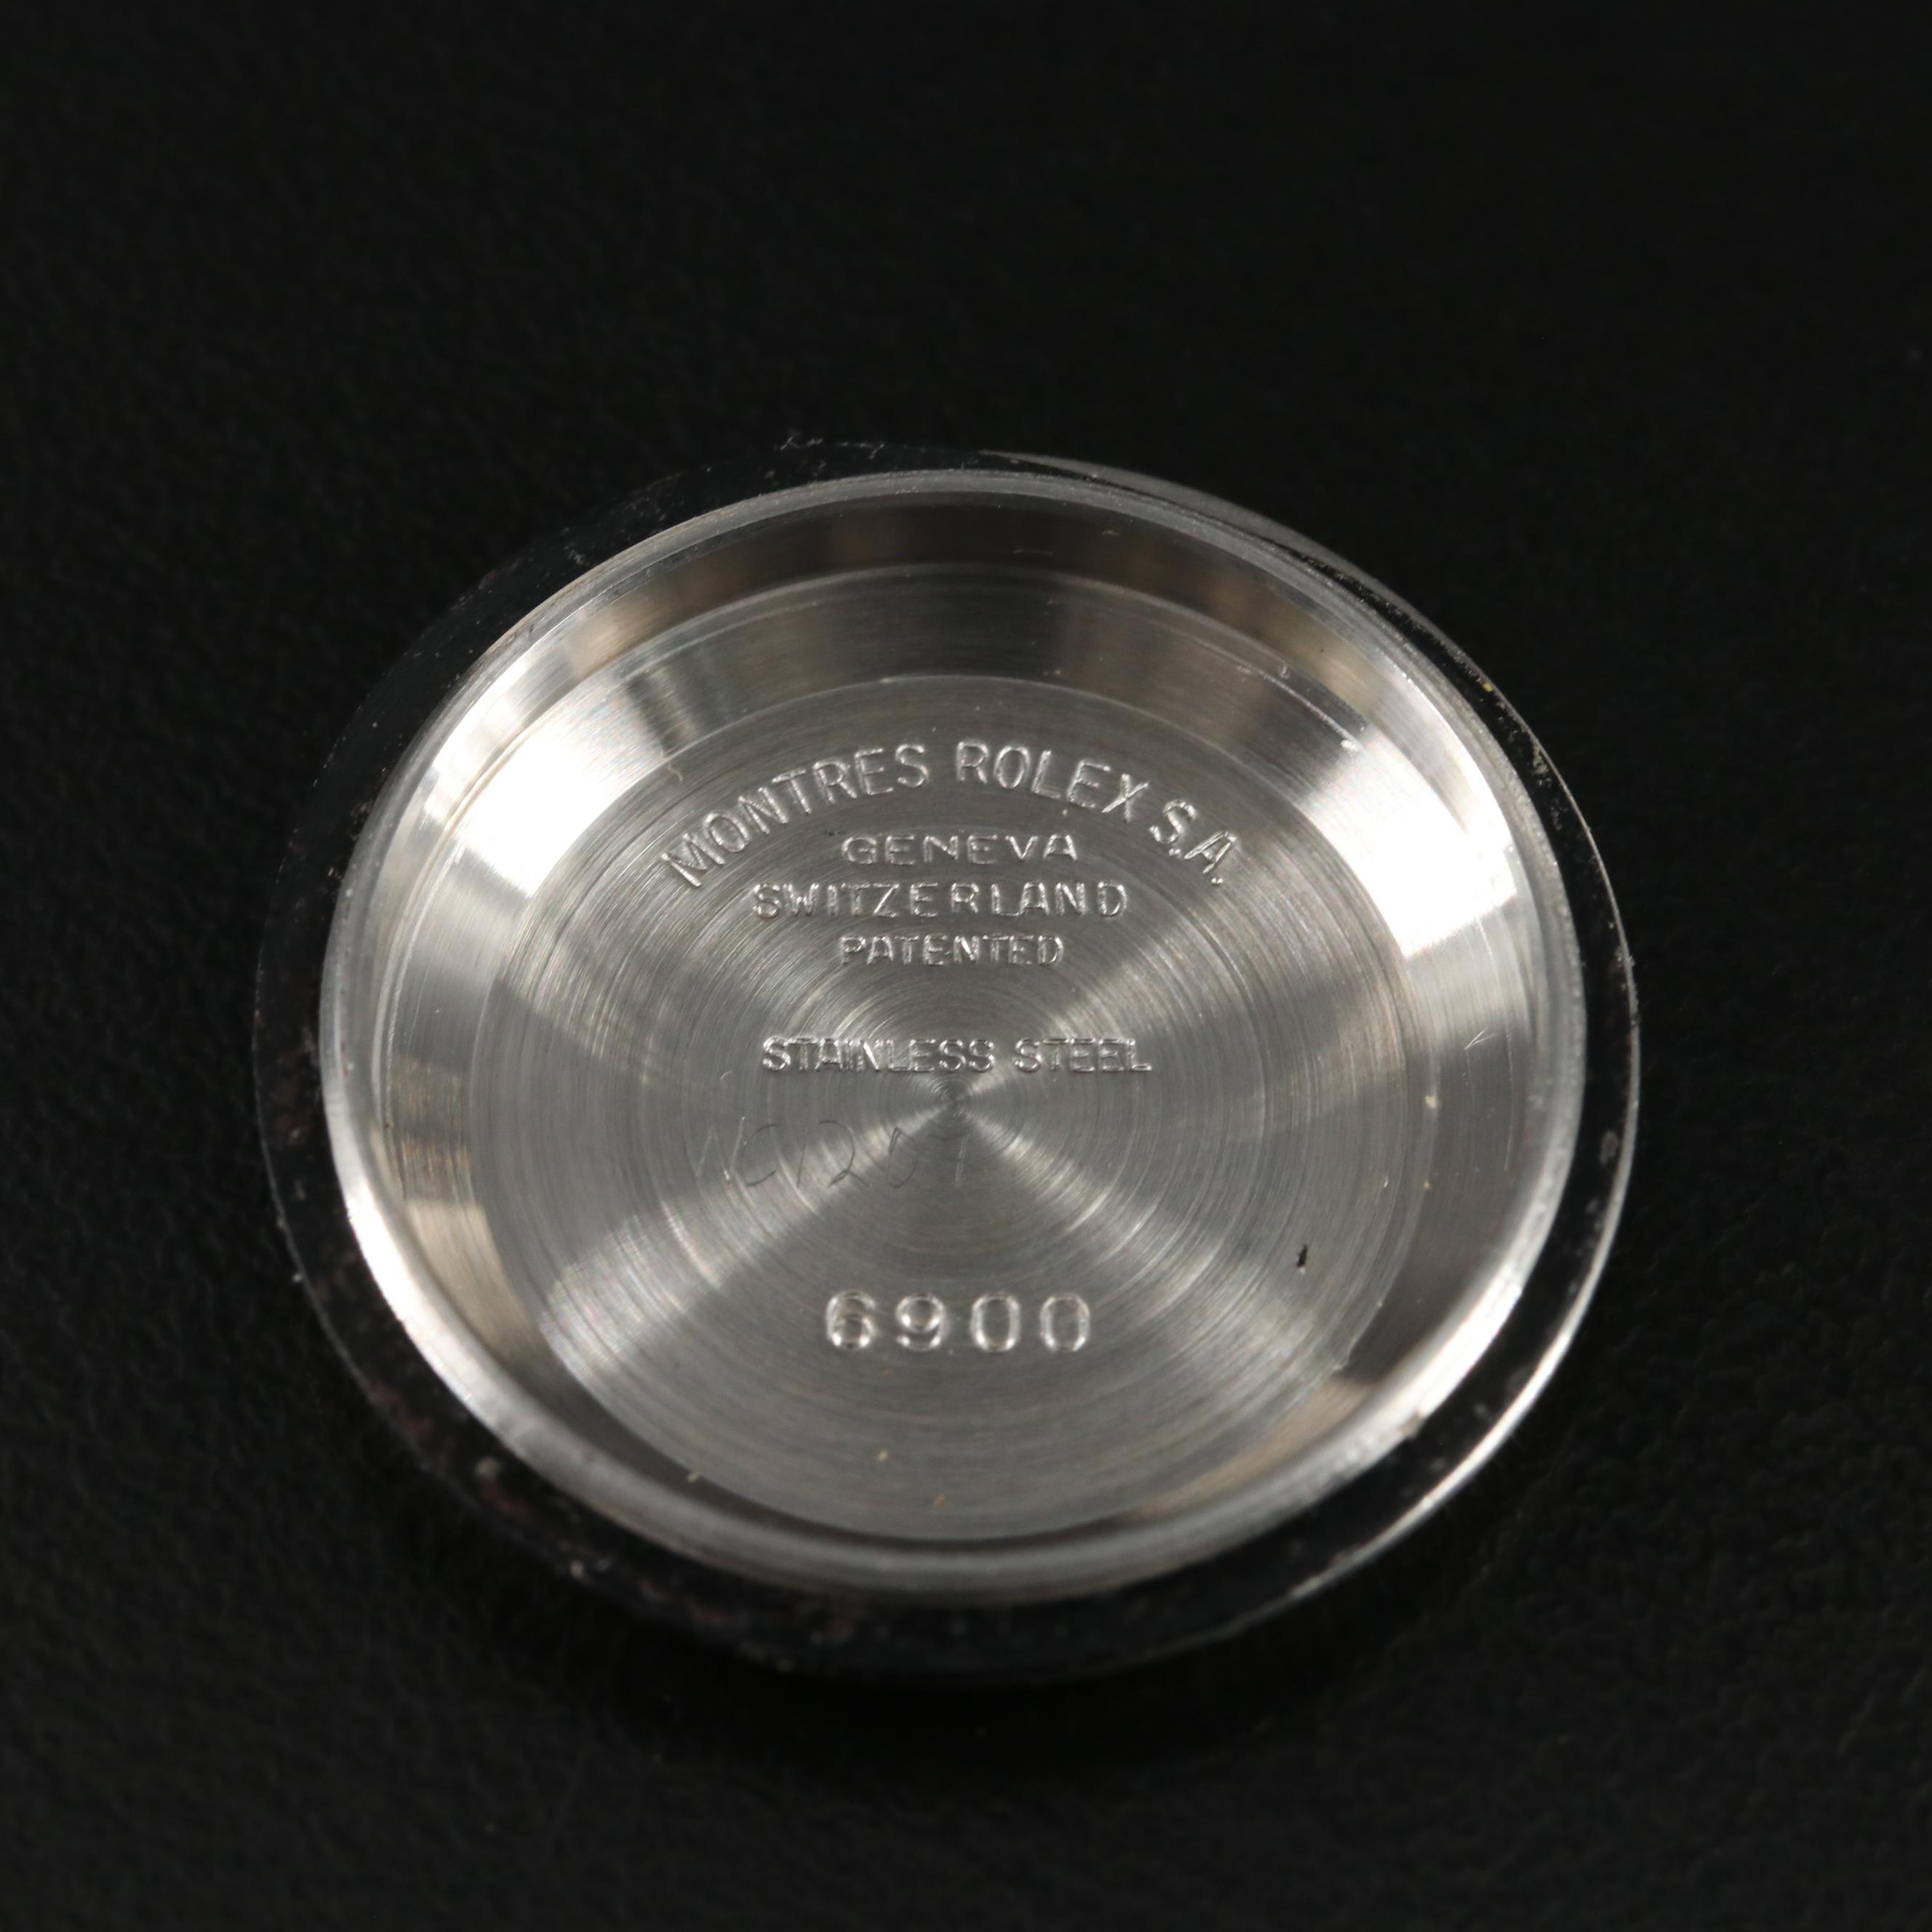 MONTRES ROLEX S.A.
GENEVA
SWITZERLAND
PATENTED
STAINLESS STEEL
6900